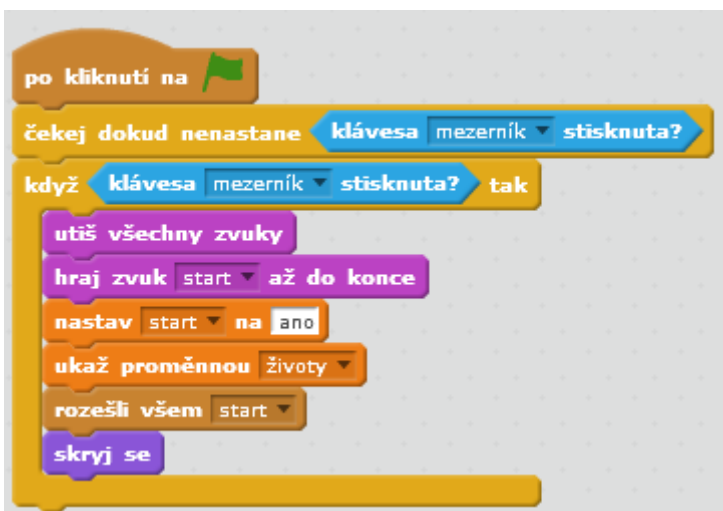 po kliknutí na
čekej dokud nenastane klávesa mezerník stisknuta?
když klávesa mezerník stisknuta? tak
utiš všechny zvuky
hraj zvuk start až do konce
nastav start na ano
ukaž proměnnou životy
rozešli všem start
skryj se